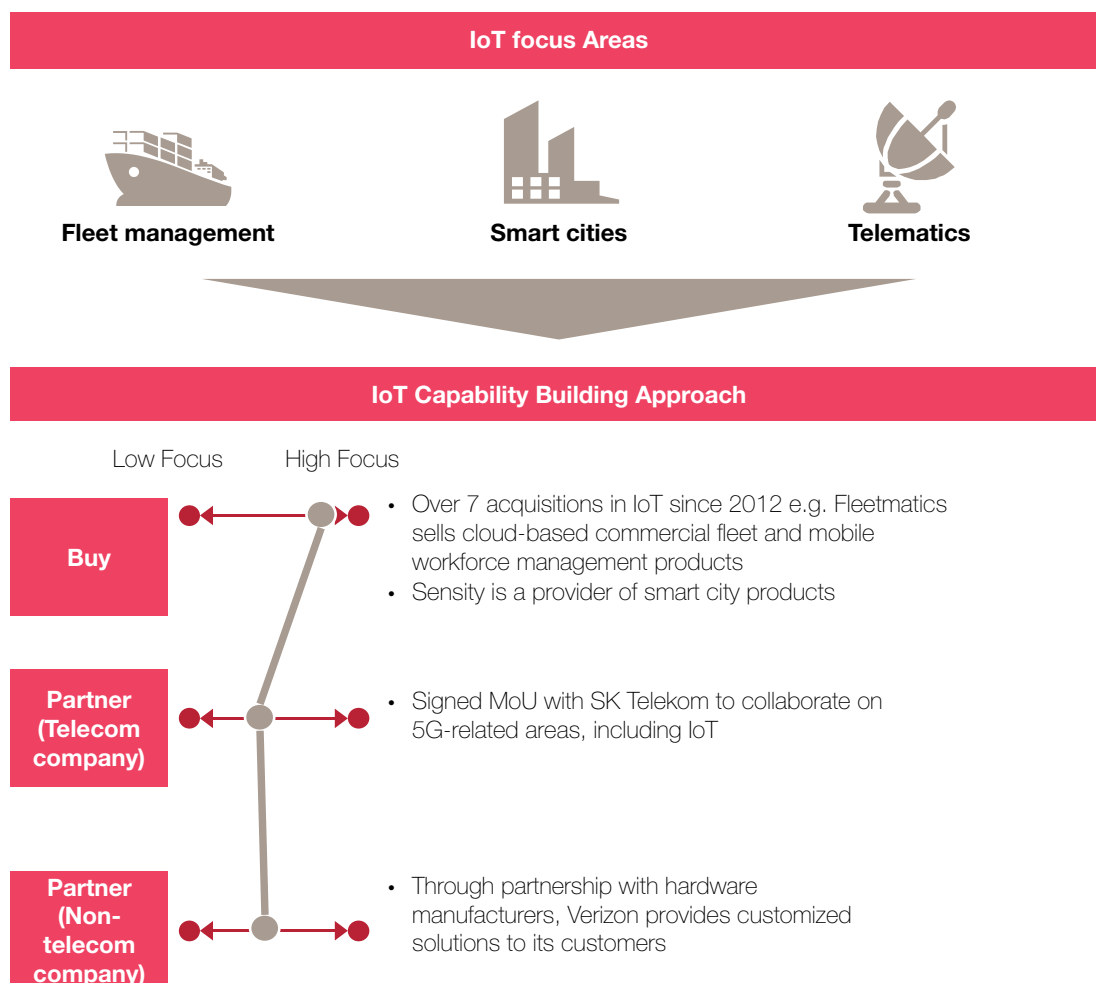 IoT focus Areas
Fleet management
Smart cities
Telematics
IoT Capability Building Approach
Low Focus
High Focus
Buy
• Over 7 acquisitions in IoT since 2012 e.g. Fleetmatics
sells cloud-based commercial fleet and mobile
workforce management products
• Sensity is a provider of smart city products
Partner
(Telecom
company)
• Signed MoU with SK Telekom to collaborate on
5G-related areas, including IoT
Partner
(Non-
telecom
company)
• Through partnership with hardware
manufacturers, Verizon provides customized
solutions to its customers